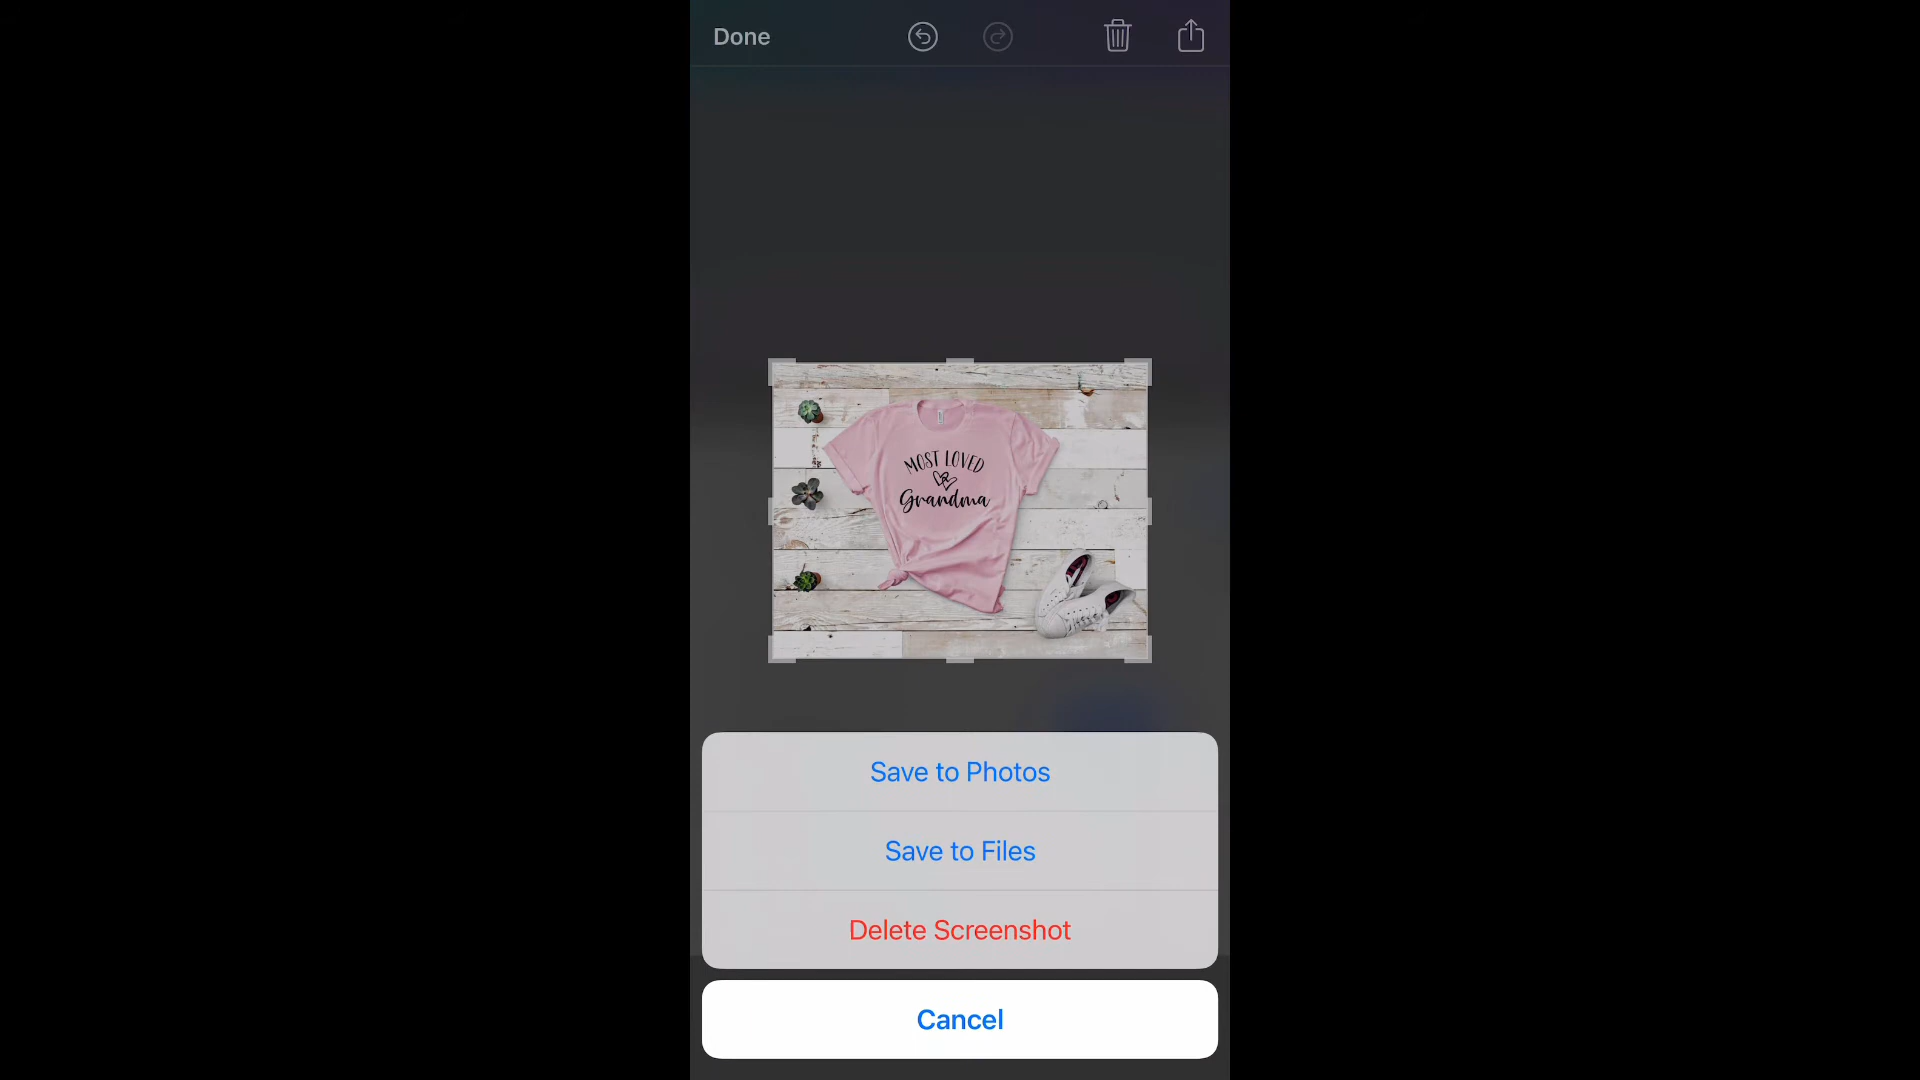 Done
MOST LOVED
Grandma
Save to Photos
Save to Files
Delete Screenshot
Cancel